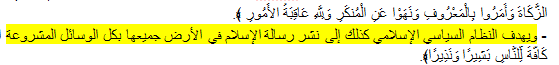 الزَّكَاةَ وَأَمَرُوا بِالْمَعْرُوفِ وَنَهَوْا عَنِ الْمُنكَرِ وَلِلَّهِ عَاقِبَةُ الأُمُورِ ﴾.
- ويهدف النظام السياسي الإسلامي كذلك إلى نشر رسالة الإسلام في الأرض جميعها بكل الوسائل المشروعة
كَافَّةً لِّلنَّاسِ بَشِيرًا وَنَذِيرًا﴾.